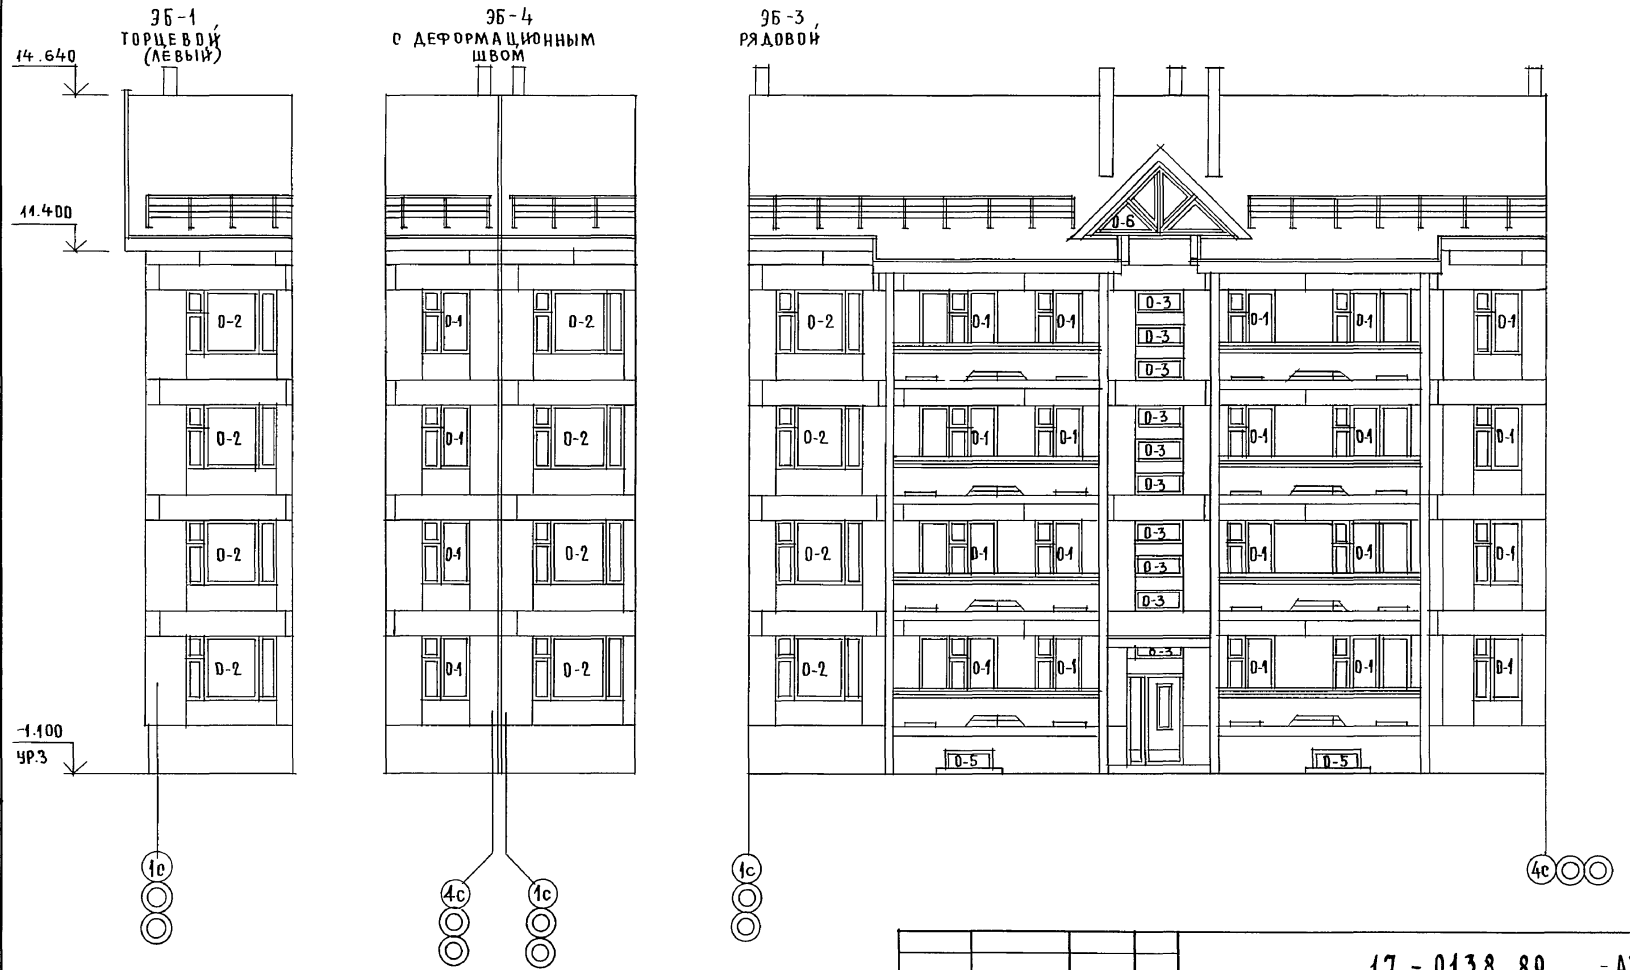 ЭБ-1
ТОРЦЕВОЙ
(ЛЕВЫЙ)
ЭБ-4
С ДЕФОРМАЦИОННЫМ
ШВОМ
ЭБ-3
РЯДОВОЙ
14.640
11.400
О-6
О-2 О-1 О-2 О-2 О-1 О-1 О-3 О-1 О-1 О-1
О-3
О-3
О-2 О-1 О-2 О-2 О-1 О-1 О-3 О-1 О-1 О-1
О-3
О-3
О-2 О-1 О-2 О-2 О-1 О-1 О-3 О-1 О-1 О-1
О-3
О-3
О-2 О-1 О-2 О-2 О-1 О-1 О-3 О-1 О-1 О-1
-1.100
УР.З
О-5 О-5
1с 4с 1с 1с 4с
17-0138.89